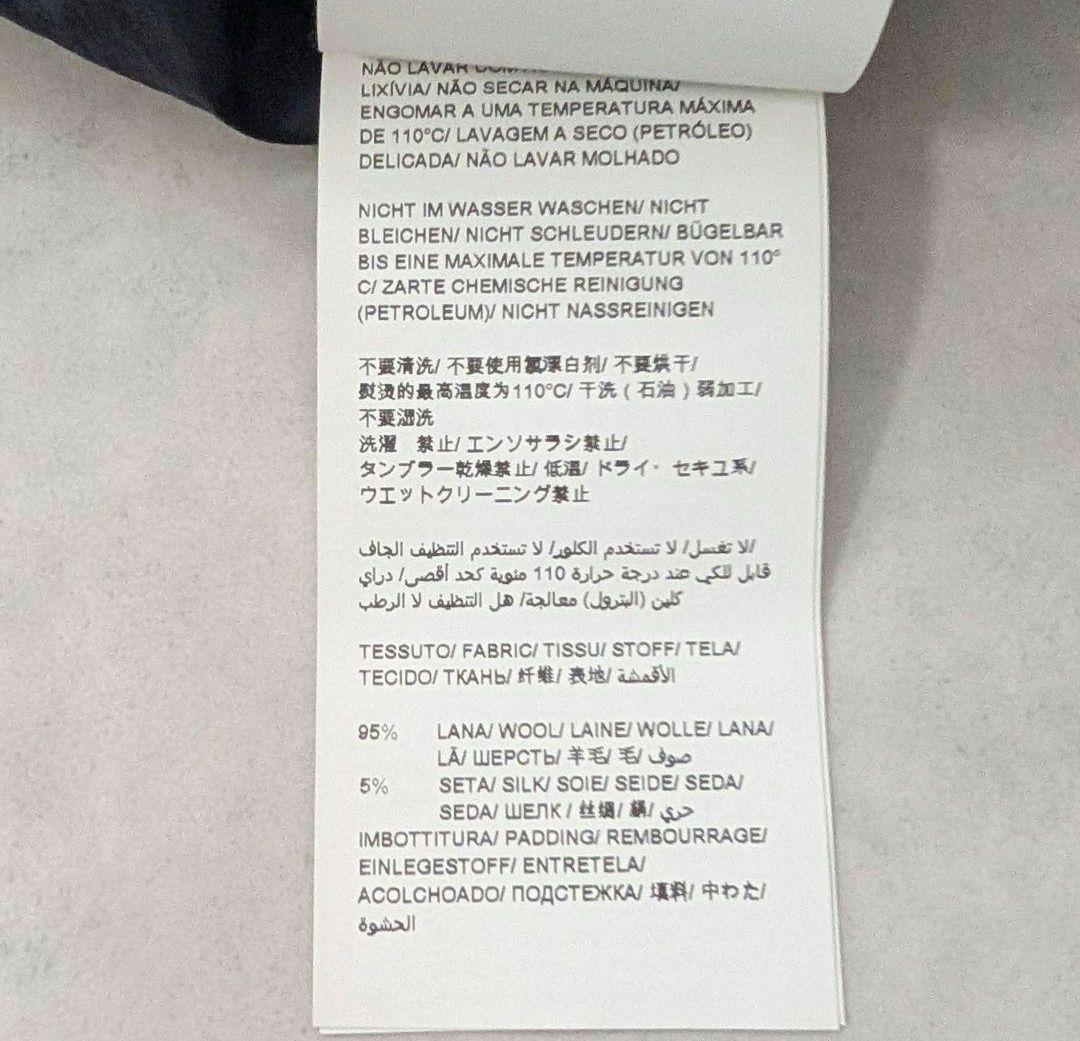 NÃO LAVAR
LIXÍVIA/ NÃO SECAR NA MÁQUINA/
ENGOMAR A UMA TEMPERATURA MÁXIMA
DE 110°C/ LAVAGEM A SECO (PETRÓLEO)
DELICADA/ NÃO LAVAR MOLHADO
NICHT IM WASSER WASCHEN/ NICHT
BLEICHEN/ NICHT SCHLEUDERN/ BÜGELBAR
BIS EINE MAXIMALE TEMPERATUR VON 110°
C/ ZARTE CHEMISCHE REINIGUNG
(PETROLEUM)/ NICHT NASSREINIGEN
不要清洗/ 不要使用氯漂白剂/ 不要烘干/
熨烫的最高温度为110°C/ 干洗 ( 石油 ) 弱加工/
不要湿洗
洗濯　禁止/ エンソサラシ禁止/
タンブラー乾燥禁止/ 低温/ ドライ・ セキユ系/
ウエットクリーニング禁止
لا تغسل/ لا تستخدم الكلور/ لا تستخدم التنظيف الجاف/
قابل للكي عند درجة حرارة 110 مئوية كحد أقصى/ دراي
كلين (البترول) معالجة/ هل التنظيف لا الرطب
TESSUTO/ FABRIC/ TISSU/ STOFF/ TELA/
TECIDO/ ТКАНЬ/ 纤维/ 表地/ الأقمشة
95% LANA/ WOOL/ LAINE/ WOLLE/ LANA/
LÃ/ ШЕРСТЬ/ 羊毛/ 毛/ صوف
5% SETA/ SILK/ SOIE/ SEIDE/ SEDA/
SEDA/ ШЕЛК / 丝绸/ 絹/ حري
IMBOTTITURA/ PADDING/ REMBOURRAGE/
EINLEGESTOFF/ ENTRETELA/
ACOLCHOADO/ ПОДСТЕЖКА/ 填料/ 中わた/
الحشوة